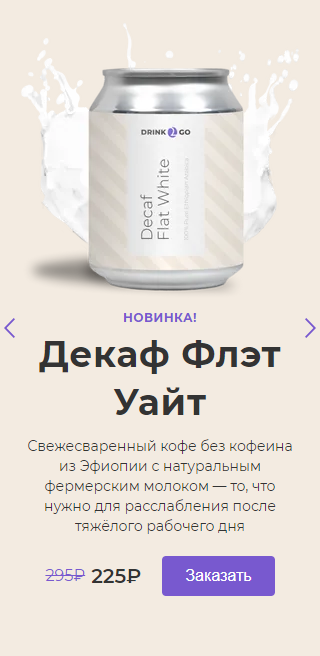 DRINK 2 GO
Decaf
Flat White
НОВИНКА!
Декаф Флэт
Уайт
Свежесваренный кофе без кофеина
из Эфиопии с натуральным
фермерским молоком — то, что
нужно для расслабления после
тяжёлого рабочего дня
295₽ 225₽ Заказать